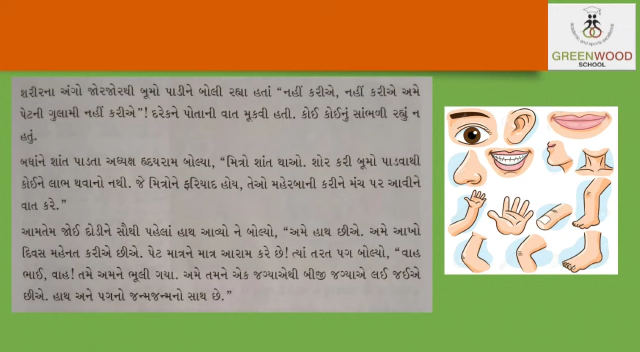 GREENWOOD
SCHOOL
શરીરના અંગો જોરજોરથી બૂમો પાડીને બોલી રહ્યા હતાં “નહીં કરીએ, નહીં કરીએ અમે
પેટની ગુલામી નહીં કરીએ”! દરેકને પોતાની વાત મૂકવી હતી. કોઈ કોઈનું સાંભળી રહ્યું ન
હતું.
બધાંને શાંત પાડતા અધ્યક્ષ હૃદયરામ બોલ્યા, “મિત્રો શાંત થાઓ. શોર કરી બૂમો પાડવાથી
કોઈને લાભ થવાનો નથી. જે મિત્રોને ફરિયાદ હોય, તેઓ મહેરબાની કરીને મંચ પર આવીને
વાત કરે.”
આમતેમ જોઈ દોડીને સૌથી પહેલાં હાથ આવ્યો ને બોલ્યો, “અમે હાથ છીએ. અમે આખો
દિવસ મહેનત કરીએ છીએ. પેટ માત્રને માત્ર આરામ કરે છે! ત્યાં તરત પગ બોલ્યો, “વાહ
ભાઈ, વાહ! તમે અમને ભૂલી ગયા. અમે તમને એક જગ્યાએથી બીજી જગ્યાએ લઈ જઈએ
છીએ. હાથ અને પગનો જન્મજન્મનો સાથ છે.”